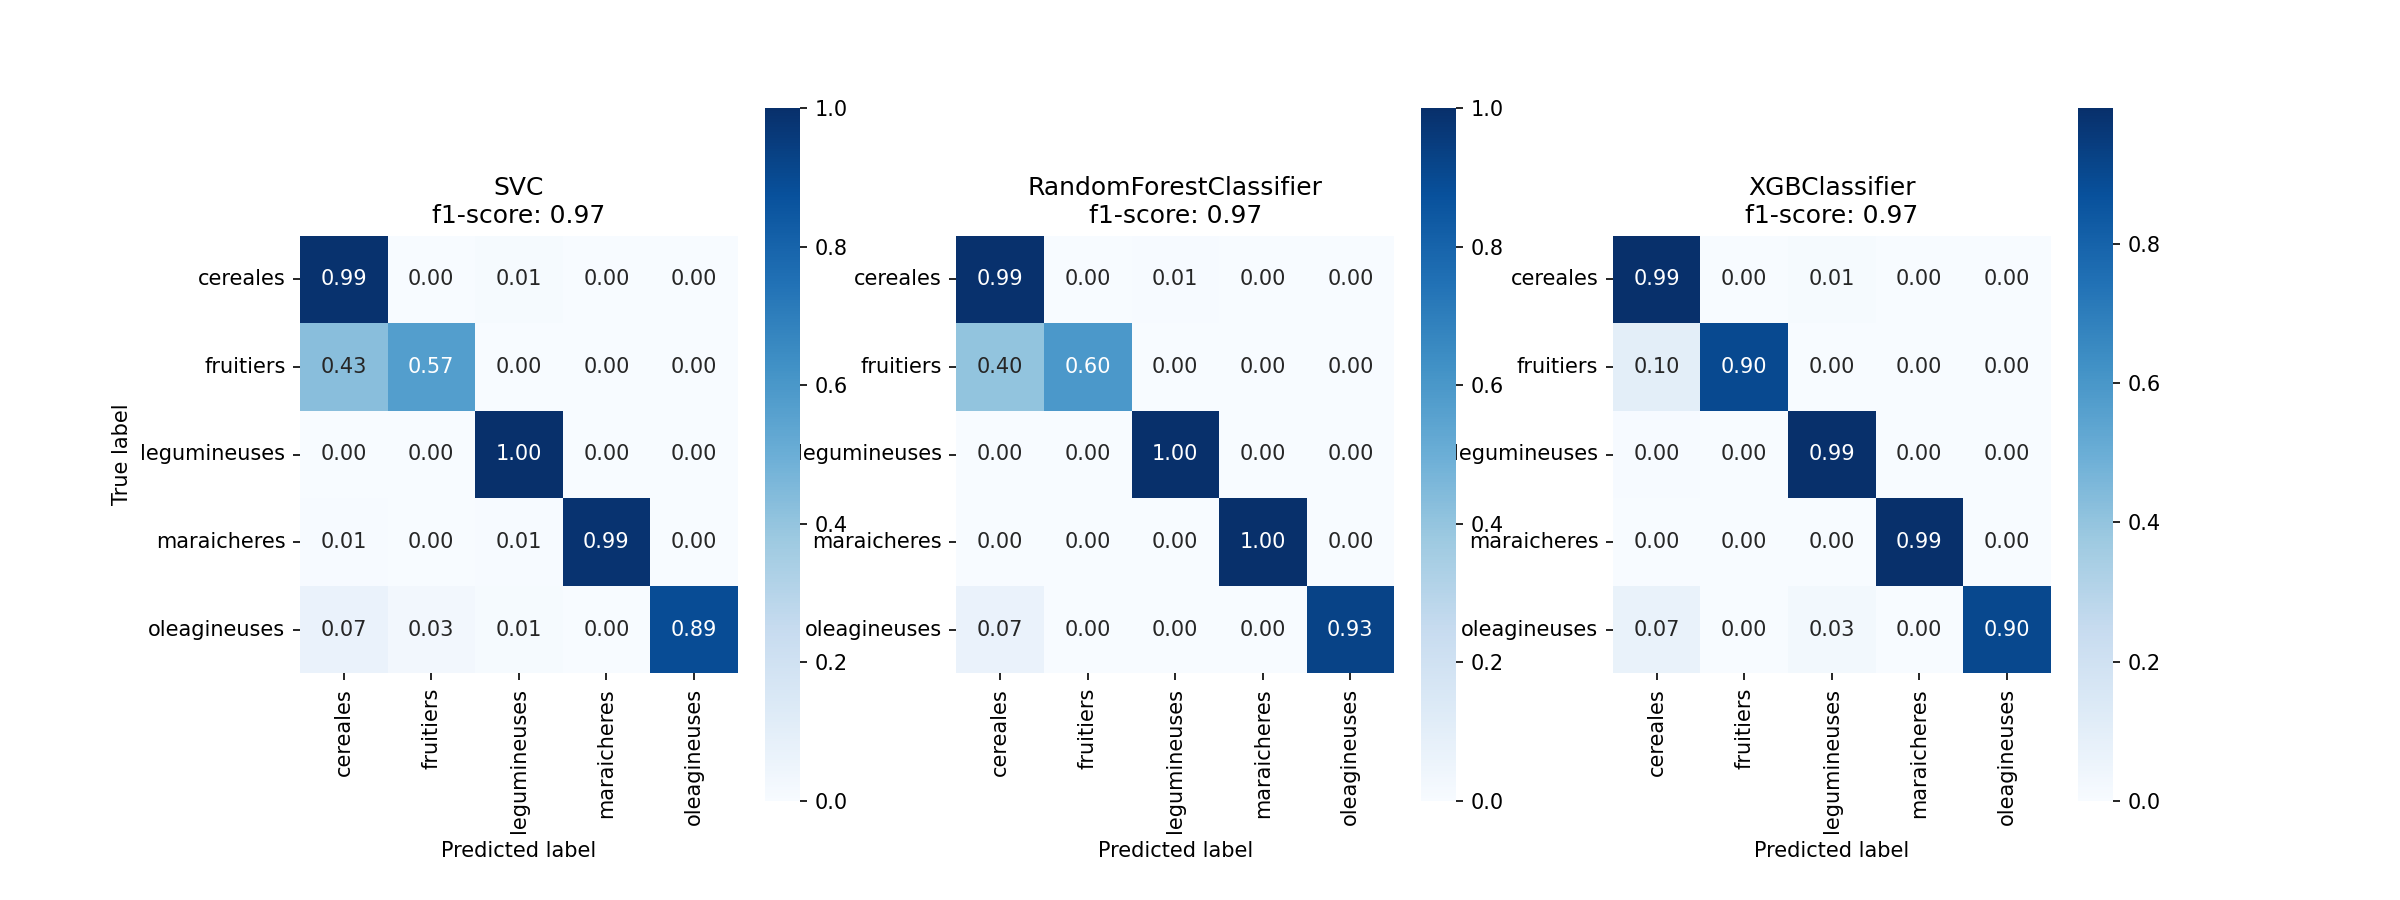 SVC
f1-score: 0.97
True label
cereales 0.99 0.00 0.01 0.00 0.00
fruitiers 0.43 0.57 0.00 0.00 0.00
legumineuses 0.00 0.00 1.00 0.00 0.00
maraicheres 0.01 0.00 0.01 0.99 0.00
oleagineuses 0.07 0.03 0.01 0.00 0.89
cereales fruitiers legumineuses maraicheres oleagineuses
Predicted label
1.0
0.8
0.6
0.4
0.2
0.0
RandomForestClassifier
f1-score: 0.97
cereales 0.99 0.00 0.01 0.00 0.00
fruitiers 0.40 0.60 0.00 0.00 0.00
legumineuses 0.00 0.00 1.00 0.00 0.00
maraicheres 0.00 0.00 0.00 1.00 0.00
oleagineuses 0.07 0.00 0.00 0.00 0.93
cereales fruitiers legumineuses maraicheres oleagineuses
Predicted label
1.0
0.8
0.6
0.4
0.2
0.0
XGBClassifier
f1-score: 0.97
cereales 0.99 0.00 0.01 0.00 0.00
fruitiers 0.10 0.90 0.00 0.00 0.00
legumineuses 0.00 0.00 0.99 0.00 0.00
maraicheres 0.00 0.00 0.00 0.99 0.00
oleagineuses 0.07 0.00 0.03 0.00 0.90
cereales fruitiers legumineuses maraicheres oleagineuses
Predicted label
0.8
0.6
0.4
0.2
0.0